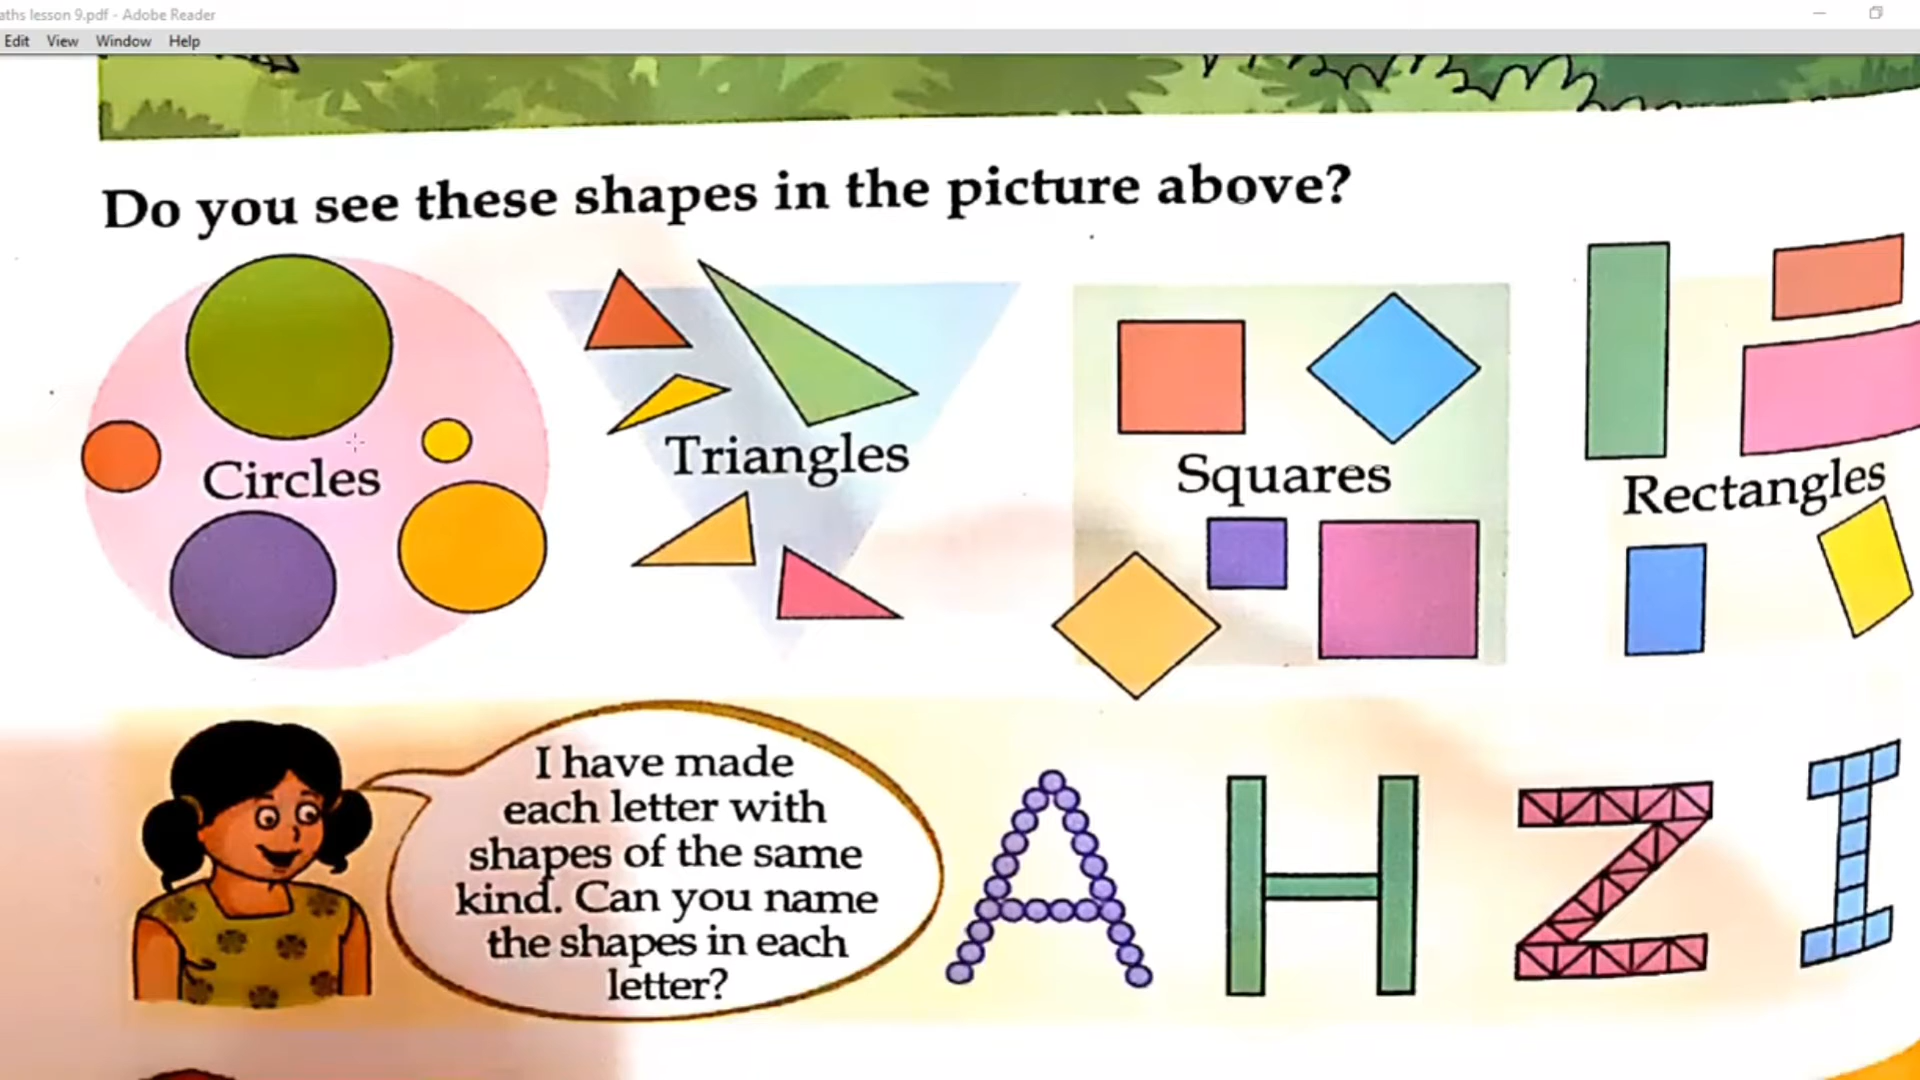 aths lesson 9.pdf - Adobe Reader
Edit View Window Help
Do you see these shapes in the picture above?
Circles
Triangles
Squares
Rectangles
I have made
each letter with
shapes of the same
kind. Can you name
the shapes in each
letter?
A H Z I